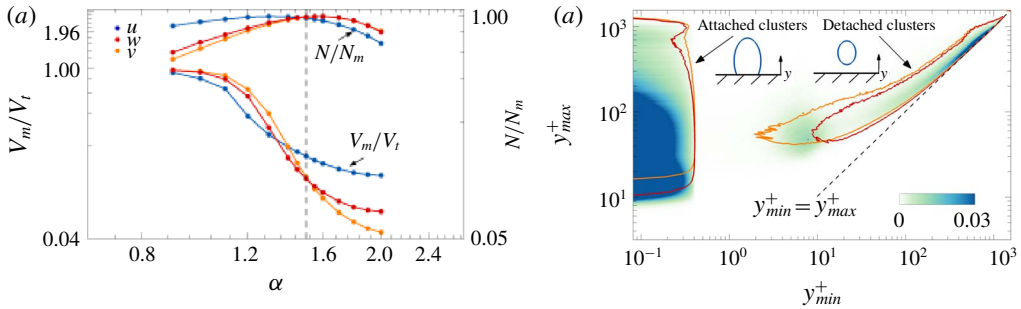 (a)
1.96
1.00
0.04
V_m/V_t
u
w
v
N/N_m
V_m/V_t
1.00
0.05
N/N_m
0.8
1.2
1.6
2.0
2.4
α
(a)
10^3
10^2
10^1
y^+_max
Attached clusters
Detached clusters
y
y
y^+_min = y^+_max
0
0.03
10^-1
10^0
10^1
10^2
10^3
y^+_min